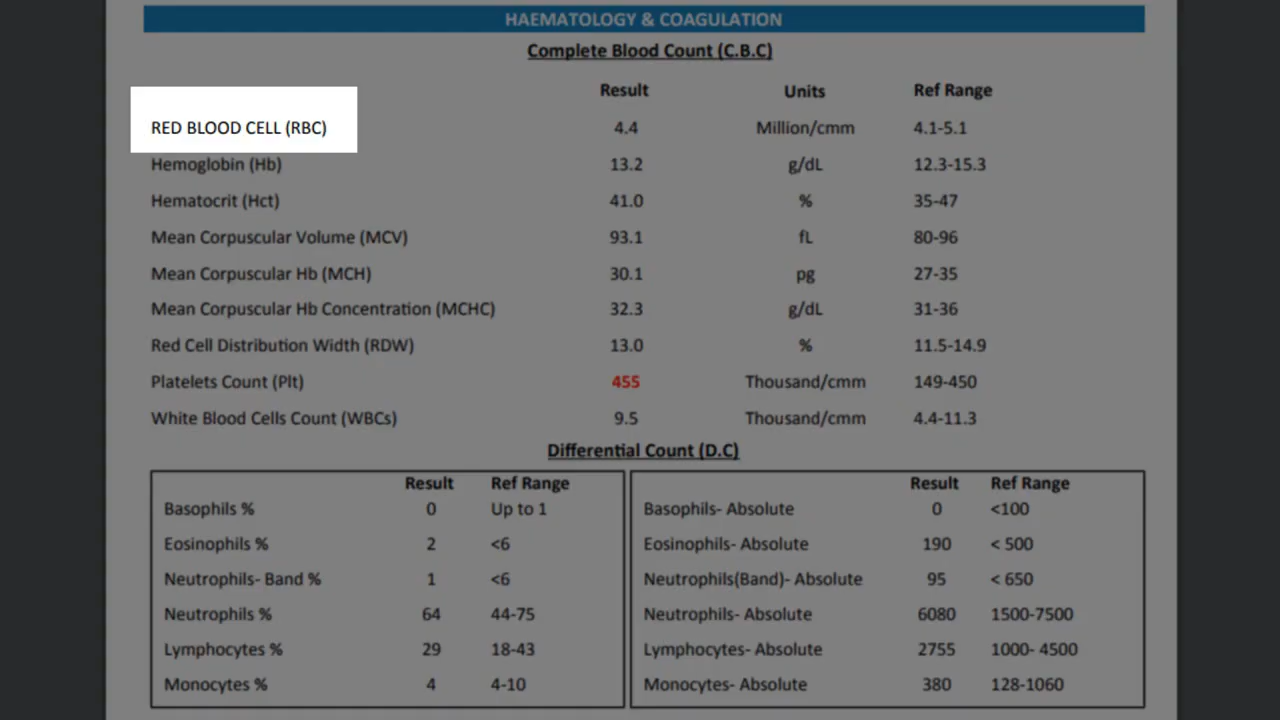 HAEMATOLOGY & COAGULATION
Complete Blood Count (C.B.C)
Result Units Ref Range
RED BLOOD CELL (RBC) 4.4 Million/cmm 4.1-5.1
Hemoglobin (Hb) 13.2 g/dL 12.3-15.3
Hematocrit (Hct) 41.0 % 35-47
Mean Corpuscular Volume (MCV) 93.1 fL 80-96
Mean Corpuscular Hb (MCH) 30.1 pg 27-35
Mean Corpuscular Hb Concentration (MCHC) 32.3 g/dL 31-36
Red Cell Distribution Width (RDW) 13.0 % 11.5-14.9
Platelets Count (Plt) 455 Thousand/cmm 149-450
White Blood Cells Count (WBCs) 9.5 Thousand/cmm 4.4-11.3
Differential Count (D.C)
Result Ref Range Result Ref Range
Basophils % 0 Up to 1 Basophils- Absolute 0 <100
Eosinophils % 2 <6 Eosinophils- Absolute 190 < 500
Neutrophils- Band % 1 <6 Neutrophils(Band)- Absolute 95 < 650
Neutrophils % 64 44-75 Neutrophils- Absolute 6080 1500-7500
Lymphocytes % 29 18-43 Lymphocytes- Absolute 2755 1000- 4500
Monocytes % 4 4-10 Monocytes- Absolute 380 128-1060